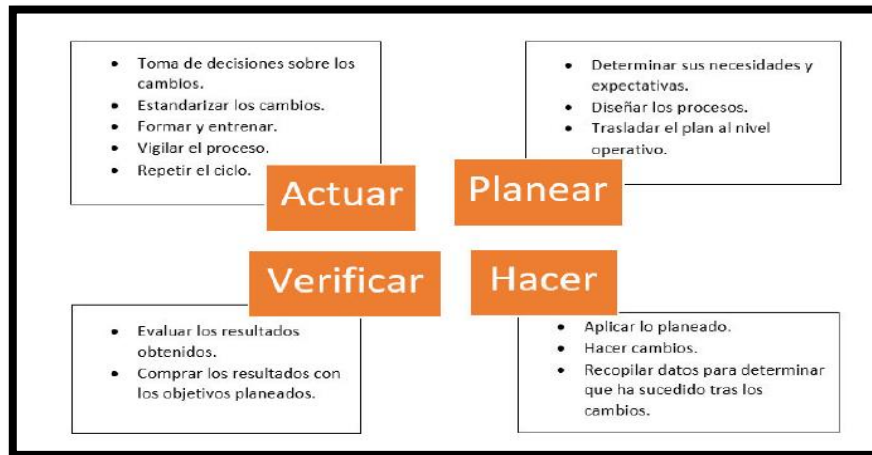 • Toma de decisiones sobre los
cambios.
• Estandarizar los cambios.
• Formar y entrenar.
• Vigilar el proceso.
• Repetir el ciclo.
Actuar
• Determinar sus necesidades y
expectativas.
• Diseñar los procesos.
• Trasladar el plan al nivel
operativo.
Planear
Verificar
• Evaluar los resultados
obtenidos.
• Comprar los resultados con
los objetivos planeados.
Hacer
• Aplicar lo planeado.
• Hacer cambios.
• Recopilar datos para determinar
que ha sucedido tras los
cambios.